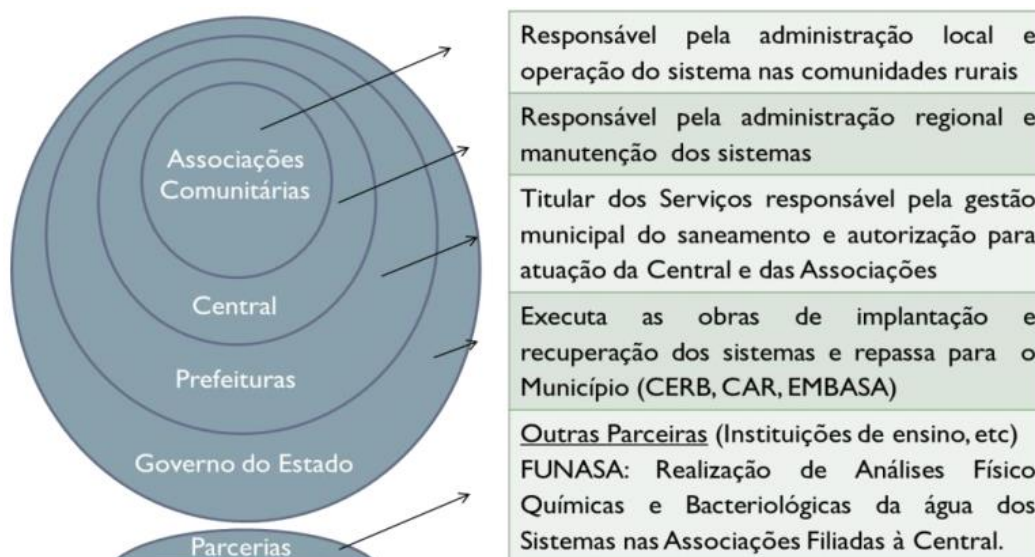 Associações
Comunitárias
Central
Prefeituras
Governo do Estado
Parcerias
Responsável pela administração local e
operação do sistema nas comunidades rurais
Responsável pela administração regional e
manutenção dos sistemas
Titular dos Serviços responsável pela gestão
municipal do saneamento e autorização para
atuação da Central e das Associações
Executa as obras de implantação e
recuperação dos sistemas e repassa para o
Município (CERB, CAR, EMBASA)
Outras Parceiras (Instituições de ensino, etc)
FUNASA: Realização de Análises Físico
Químicas e Bacteriológicas da água dos
Sistemas nas Associações Filiadas à Central.